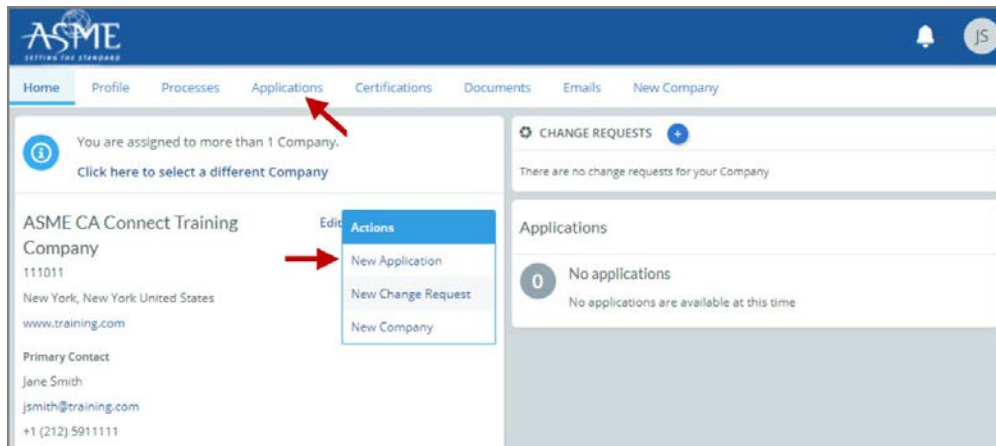 ASME
SETTING THE STANDARD
JS
Home Profile Processes Applications Certifications Documents Emails New Company
You are assigned to more than 1 Company.
Click here to select a different Company
ASME CA Connect Training
Company
111011
New York, New York United States
www.training.com
Primary Contact
Jane Smith
jsmith@training.com
+1 (212) 5911111
Edit
Actions
New Application
New Change Request
New Company
CHANGE REQUESTS
There are no change requests for your Company
Applications
0
No applications
No applications are available at this time